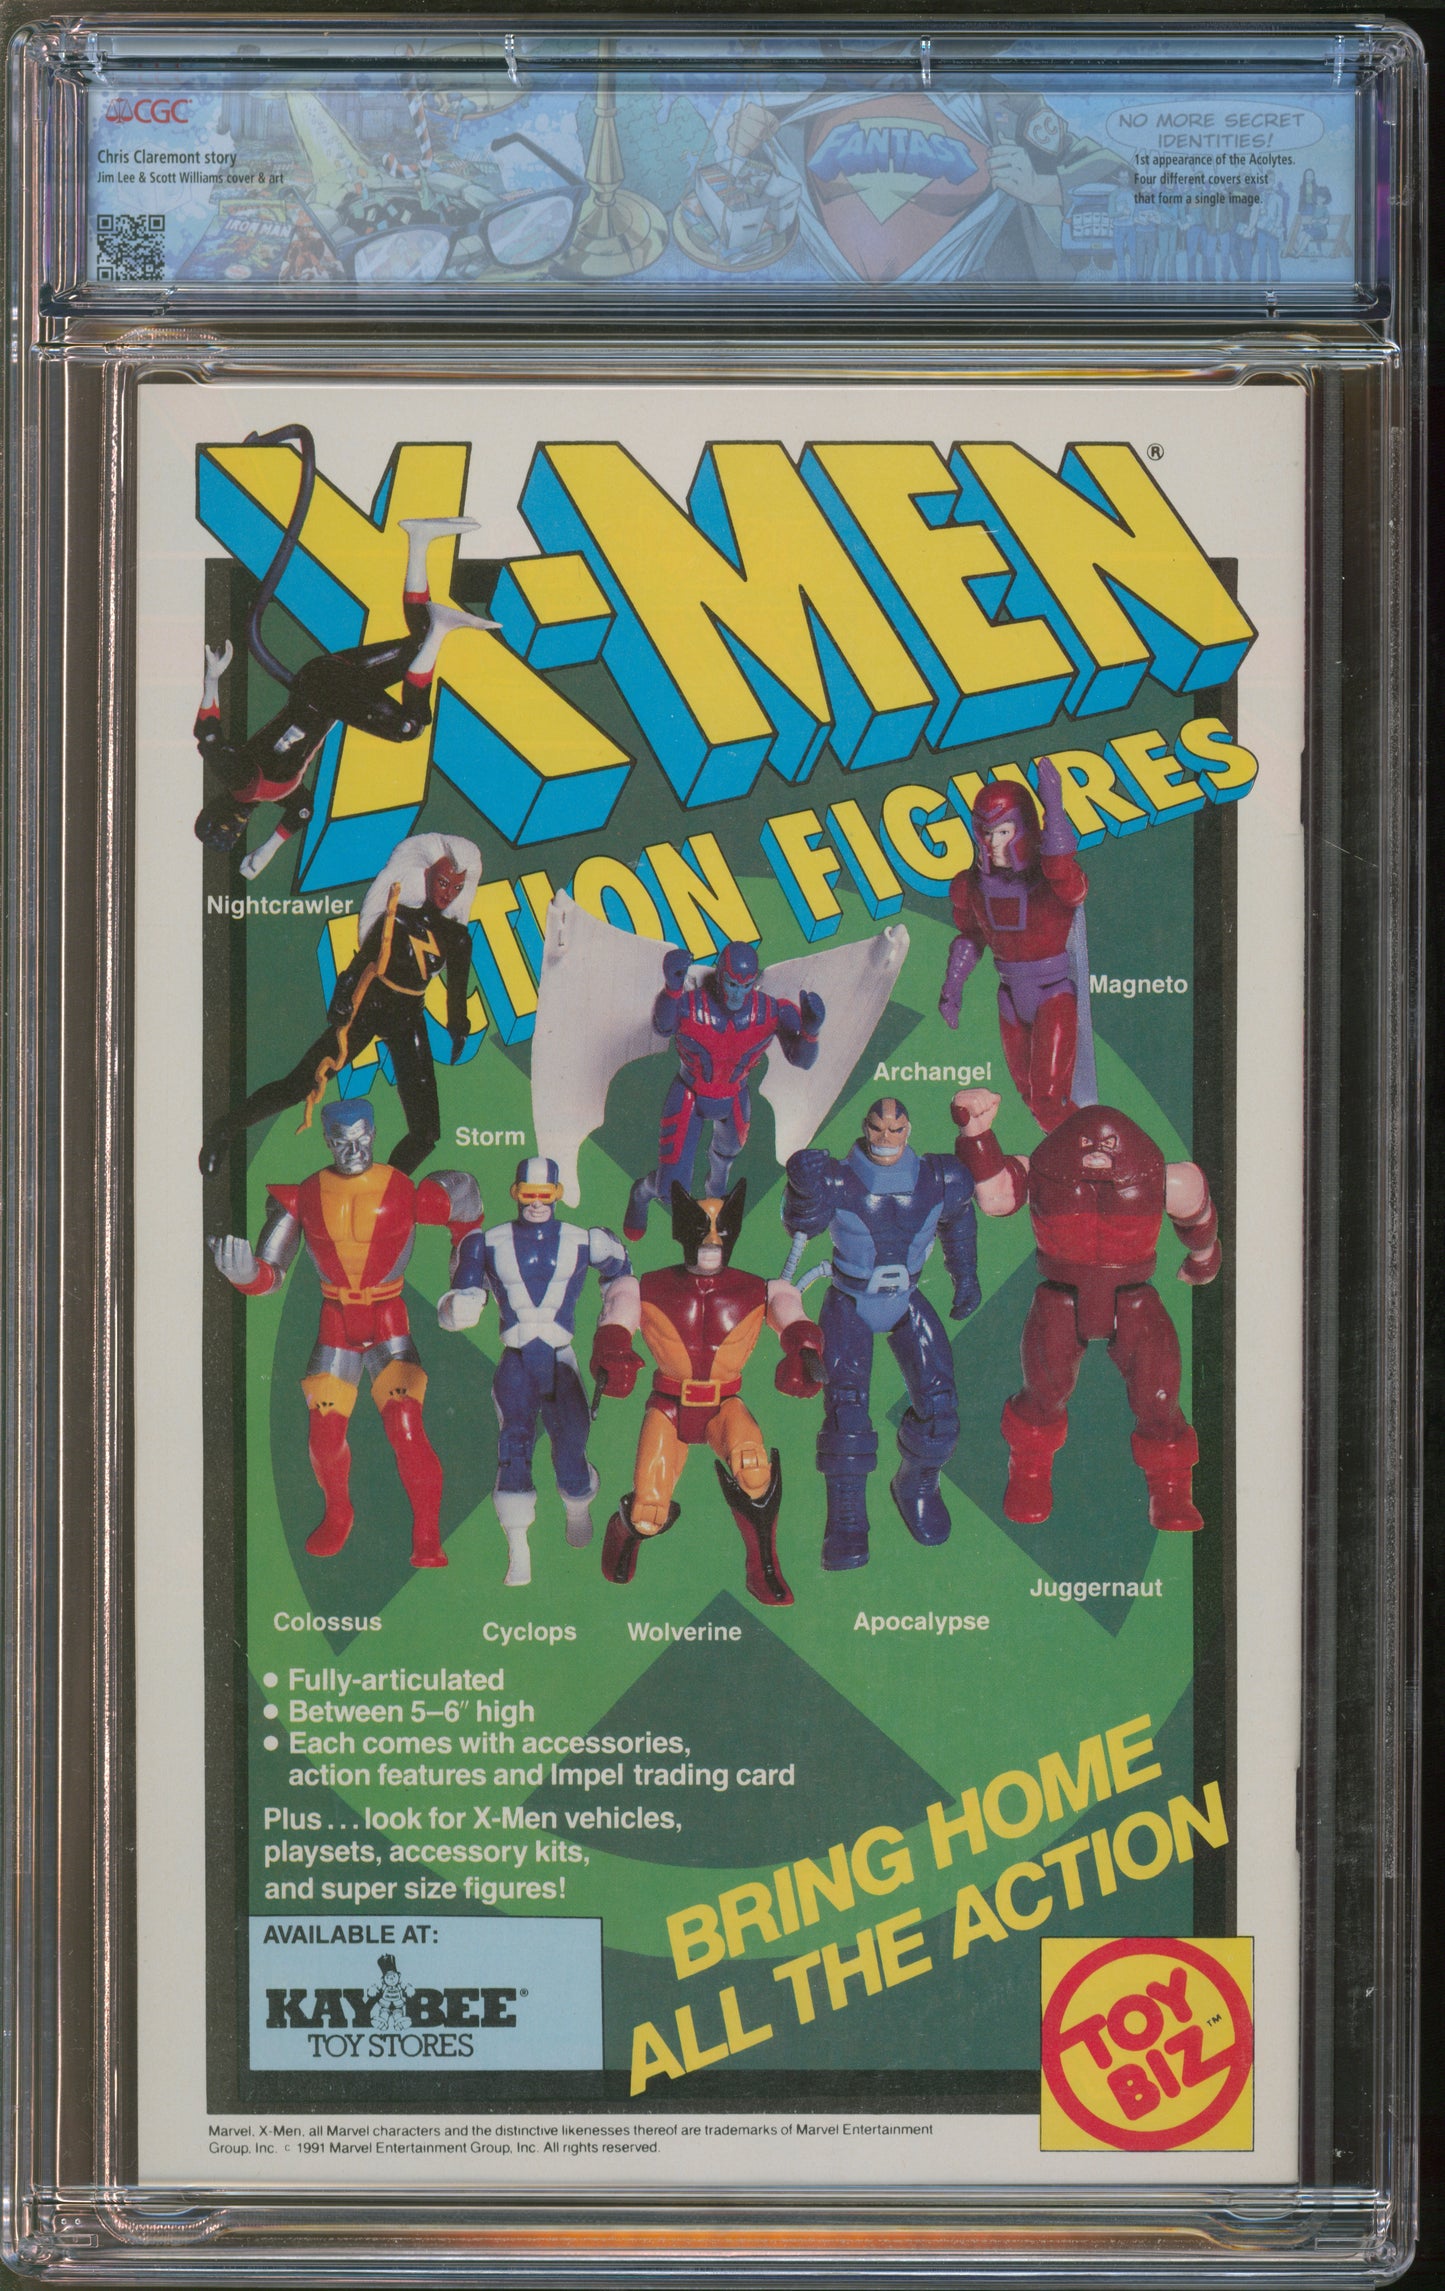 CGC
Chris Claremont story
Jim Lee & Scott Williams cover & art
IRON MAN
FANTAST
CC
NO MORE SECRET
IDENTITIES!
1st appearance of the Acolytes.
Four different covers exist
that form a single image.
X-MEN®
ACTION FIGURES
Nightcrawler
Magneto
Archangel
Storm
A
Juggernaut
Colossus
Cyclops
Wolverine
Apocalypse
• Fully-articulated
• Between 5–6″ high
• Each comes with accessories,
action features and Impel trading card
Plus...look for X-Men vehicles,
playsets, accessory kits,
and super size figures!
BRING HOME
ALL THE ACTION
AVAILABLE AT:
KAY BEE®
TOY STORES
TOY
BIZ™
Marvel, X-Men, all Marvel characters and the distinctive likenesses thereof are trademarks of Marvel Entertainment
Group, Inc. © 1991 Marvel Entertainment Group, Inc. All rights reserved.